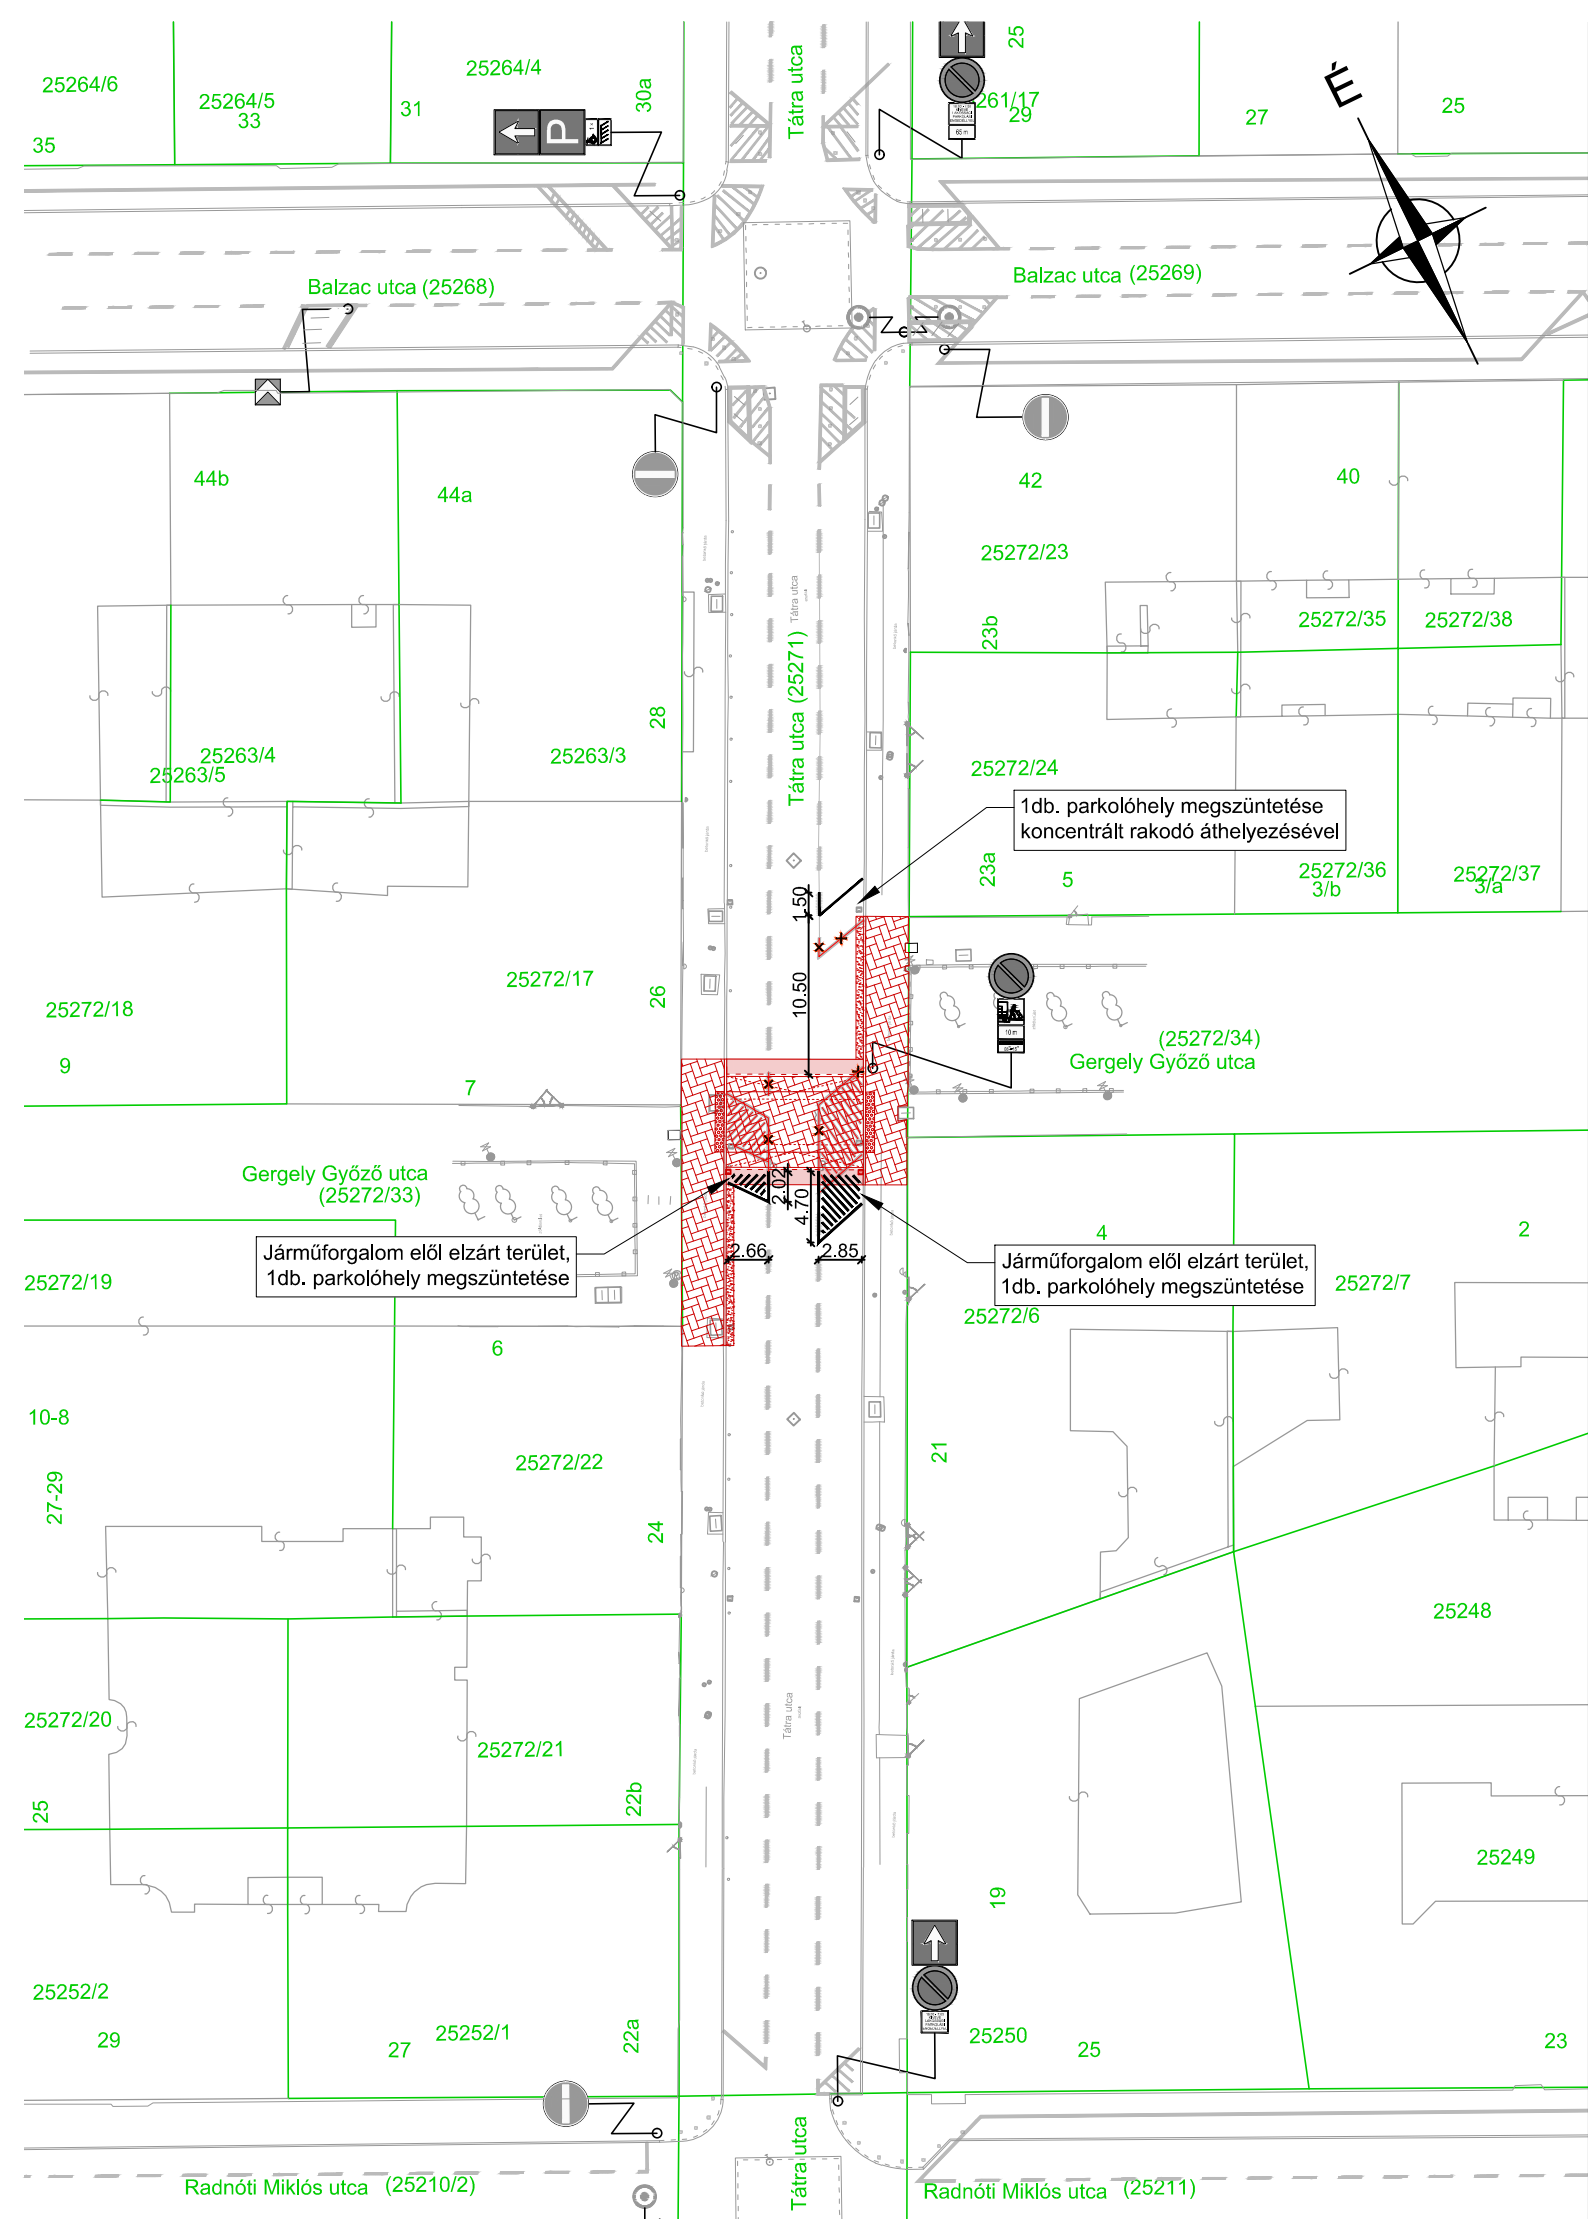 25264/6
25264/5
33
31
25264/4
30a
35
Tátra utca
25
261/17
29
27
25
É
P
65 m
Balzac utca (25268)
Balzac utca (25269)
44b
44a
42
40
25272/23
23b
25272/35
25272/38
Tátra utca
Tátra utca (25271)
28
25263/4
25263/5
25263/3
25272/24
1db. parkolóhely megszüntetése
koncentrált rakodó áthelyezésével
23a
5
25272/36
3/b
25272/37
3/a
1.50
10.50
25272/17
26
25272/18
9
7
10 m
(25272/34)
Gergely Győző utca
Gergely Győző utca
(25272/33)
2.02
4.70
2.66
2.85
Járműforgalom elől elzárt terület,
1db. parkolóhely megszüntetése
Járműforgalom elől elzárt terület,
1db. parkolóhely megszüntetése
4
2
25272/19
25272/7
25272/6
6
10-8
27-29
25272/22
24
21
25248
25272/20
25272/21
Tátra utca
25
22b
25249
19
25252/2
29
25252/1
27
22a
25250
25
23
Tátra utca
Radnóti Miklós utca (25210/2)
Radnóti Miklós utca (25211)